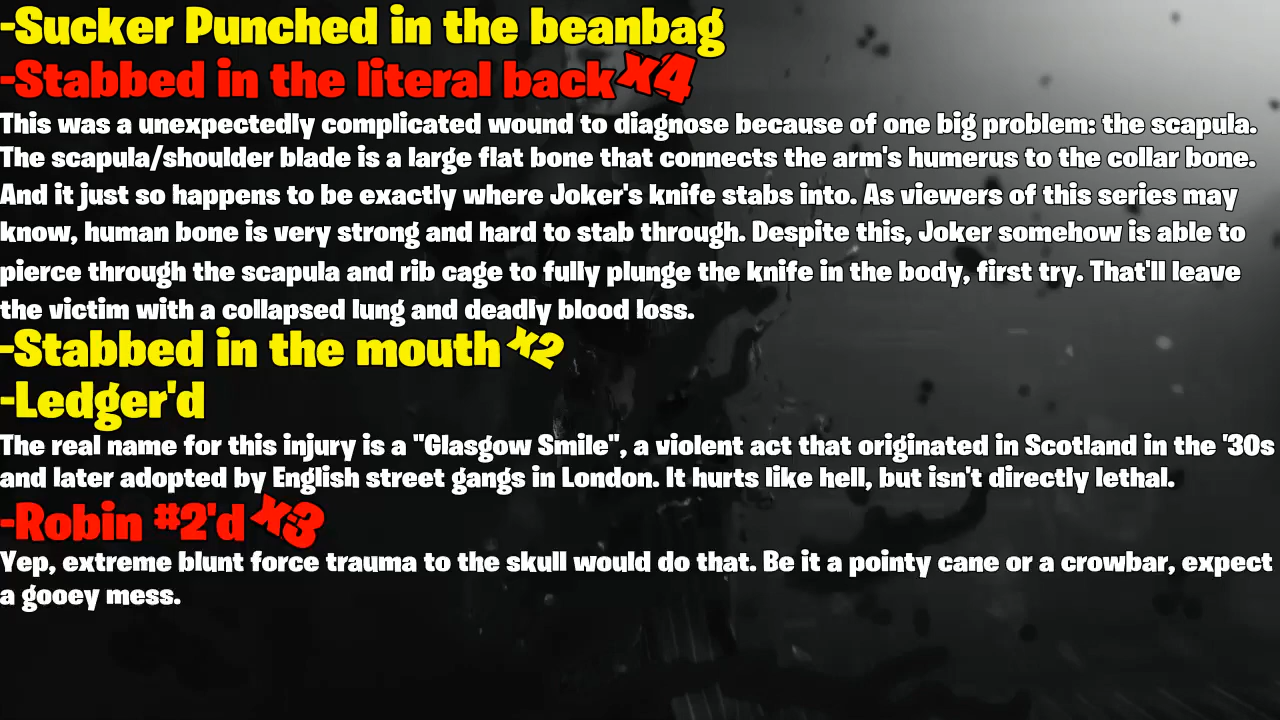 -Sucker Punched in the beanbag
-Stabbed in the literal back x4
This was a unexpectedly complicated wound to diagnose because of one big problem: the scapula.
The scapula/shoulder blade is a large flat bone that connects the arm's humerus to the collar bone.
And it just so happens to be exactly where Joker's knife stabs into. As viewers of this series may
know, human bone is very strong and hard to stab through. Despite this, Joker somehow is able to
pierce through the scapula and rib cage to fully plunge the knife in the body, first try. That'll leave
the victim with a collapsed lung and deadly blood loss.
-Stabbed in the mouth x2
-Ledger'd
The real name for this injury is a "Glasgow Smile", a violent act that originated in Scotland in the '30s
and later adopted by English street gangs in London. It hurts like hell, but isn't directly lethal.
-Robin #2'd x3
Yep, extreme blunt force trauma to the skull would do that. Be it a pointy cane or a crowbar, expect
a gooey mess.